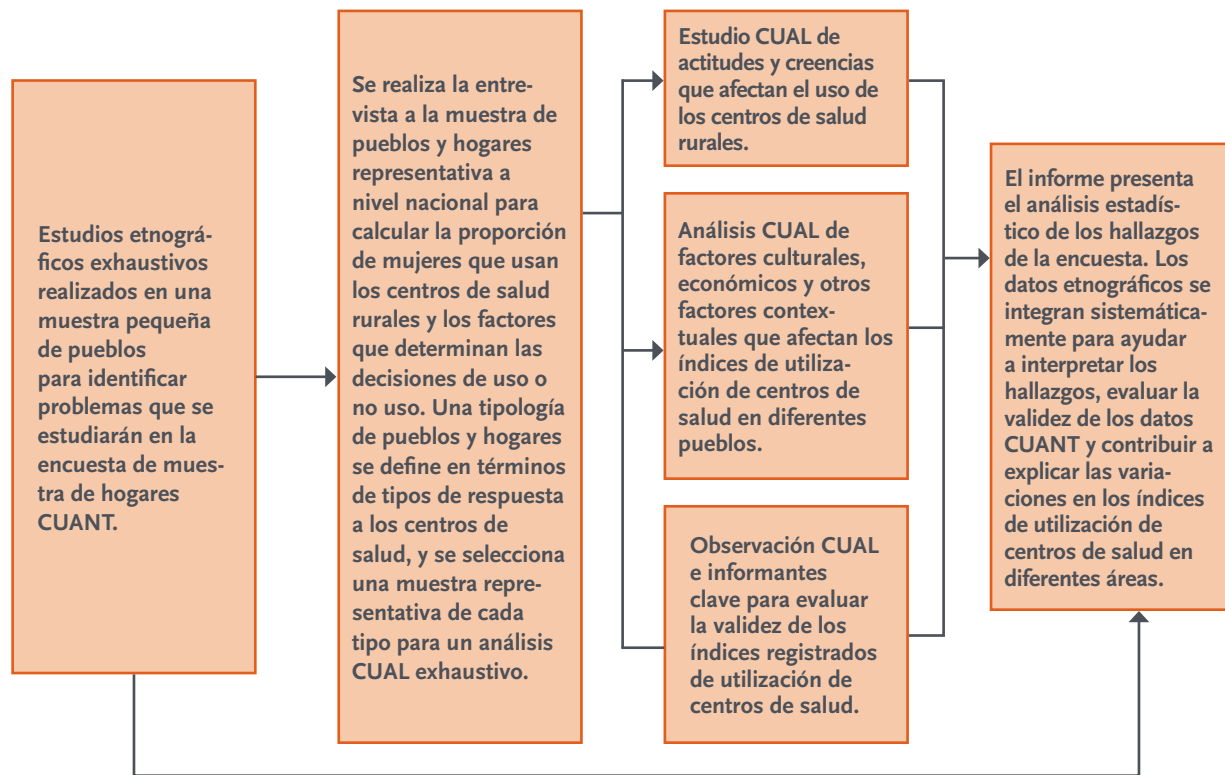 Estudios etnográ-
ficos exhaustivos
realizados en una
muestra pequeña
de pueblos
para identificar
problemas que se
estudiarán en la
encuesta de mues-
tra de hogares
CUANT.
Se realiza la entre-
vista a la muestra de
pueblos y hogares
representativa a
nivel nacional para
calcular la proporción
de mujeres que usan
los centros de salud
rurales y los factores
que determinan las
decisiones de uso o
no uso. Una tipología
de pueblos y hogares
se define en términos
de tipos de respuesta
a los centros de
salud, y se selecciona
una muestra repre-
sentativa de cada
tipo para un análisis
CUAL exhaustivo.
Estudio CUAL de
actitudes y creencias
que afectan el uso de
los centros de salud
rurales.
Análisis CUAL de
factores culturales,
económicos y otros
factores contex-
tuales que afectan los
índices de utiliza-
ción de centros de
salud en diferentes
pueblos.
Observación CUAL
e informantes
clave para evaluar
la validez de los
índices registrados
de utilización de
centros de salud.
El informe presenta
el análisis estadís-
tico de los hallazgos
de la encuesta. Los
datos etnográficos se
integran sistemática-
mente para ayudar
a interpretar los
hallazgos, evaluar la
validez de los datos
CUANT y contribuir a
explicar las varia-
ciones en los índices
de utilización de
centros de salud en
diferentes áreas.